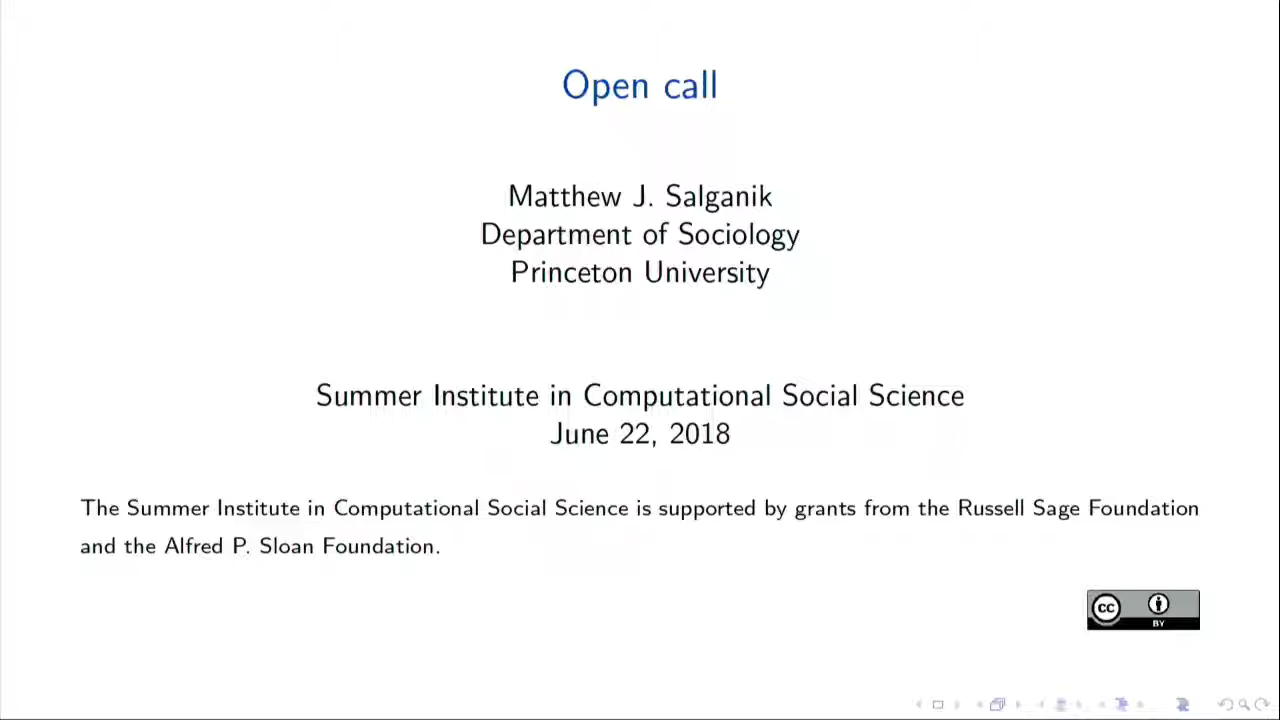 Open call
Matthew J. Salganik
Department of Sociology
Princeton University
Summer Institute in Computational Social Science
June 22, 2018
The Summer Institute in Computational Social Science is supported by grants from the Russell Sage Foundation
and the Alfred P. Sloan Foundation.
cc
BY